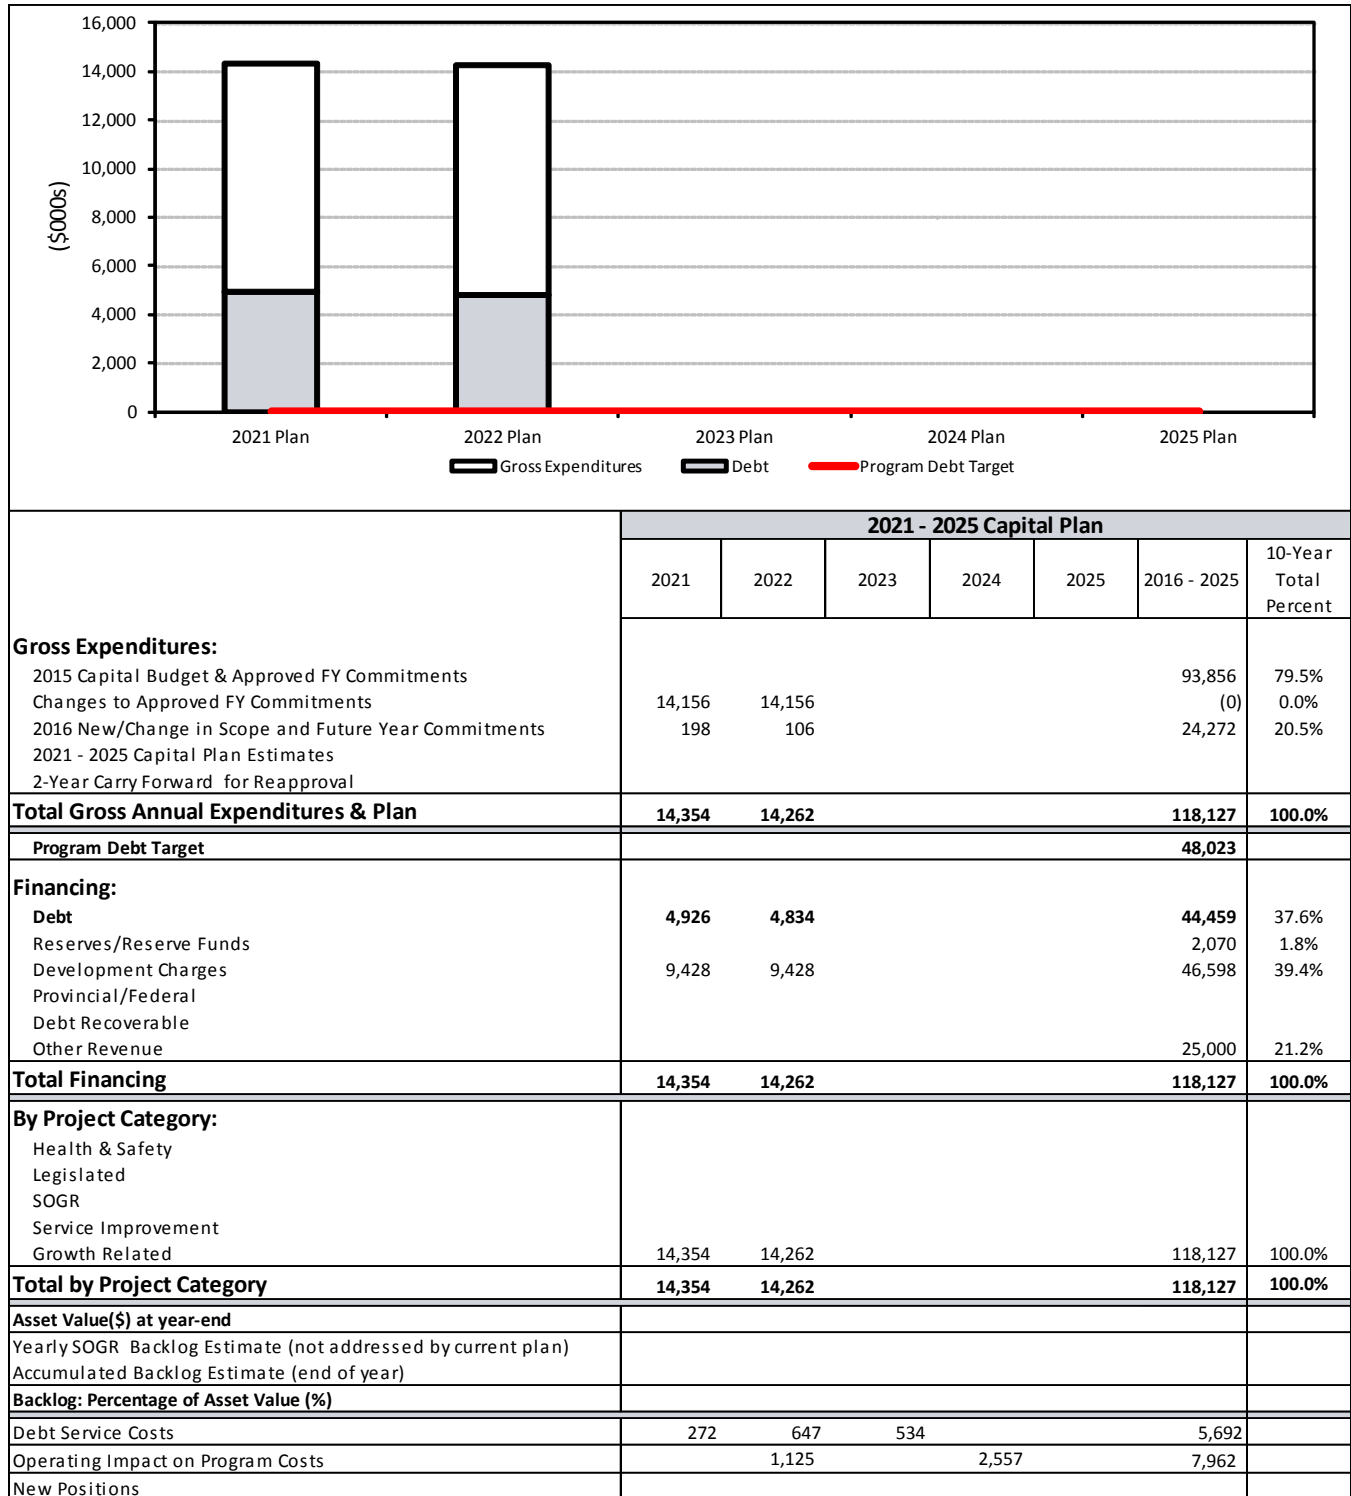 16,000
14,000
12,000
10,000
8,000
6,000
4,000
2,000
0
($000s)
2021 Plan 2022 Plan 2023 Plan 2024 Plan 2025 Plan
Gross Expenditures Debt Program Debt Target
2021 - 2025 Capital Plan
2021 2022 2023 2024 2025 2016 - 2025 10-Year Total Percent
Gross Expenditures:
2015 Capital Budget & Approved FY Commitments 93,856 79.5%
Changes to Approved FY Commitments 14,156 14,156 (0) 0.0%
2016 New/Change in Scope and Future Year Commitments 198 106 24,272 20.5%
2021 - 2025 Capital Plan Estimates
2-Year Carry Forward for Reapproval
Total Gross Annual Expenditures & Plan 14,354 14,262 118,127 100.0%
Program Debt Target 48,023
Financing:
Debt 4,926 4,834 44,459 37.6%
Reserves/Reserve Funds 2,070 1.8%
Development Charges 9,428 9,428 46,598 39.4%
Provincial/Federal
Debt Recoverable
Other Revenue 25,000 21.2%
Total Financing 14,354 14,262 118,127 100.0%
By Project Category:
Health & Safety
Legislated
SOGR
Service Improvement
Growth Related 14,354 14,262 118,127 100.0%
Total by Project Category 14,354 14,262 118,127 100.0%
Asset Value($) at year-end
Yearly SOGR Backlog Estimate (not addressed by current plan)
Accumulated Backlog Estimate (end of year)
Backlog: Percentage of Asset Value (%)
Debt Service Costs 272 647 534 5,692
Operating Impact on Program Costs 1,125 2,557 7,962
New Positions